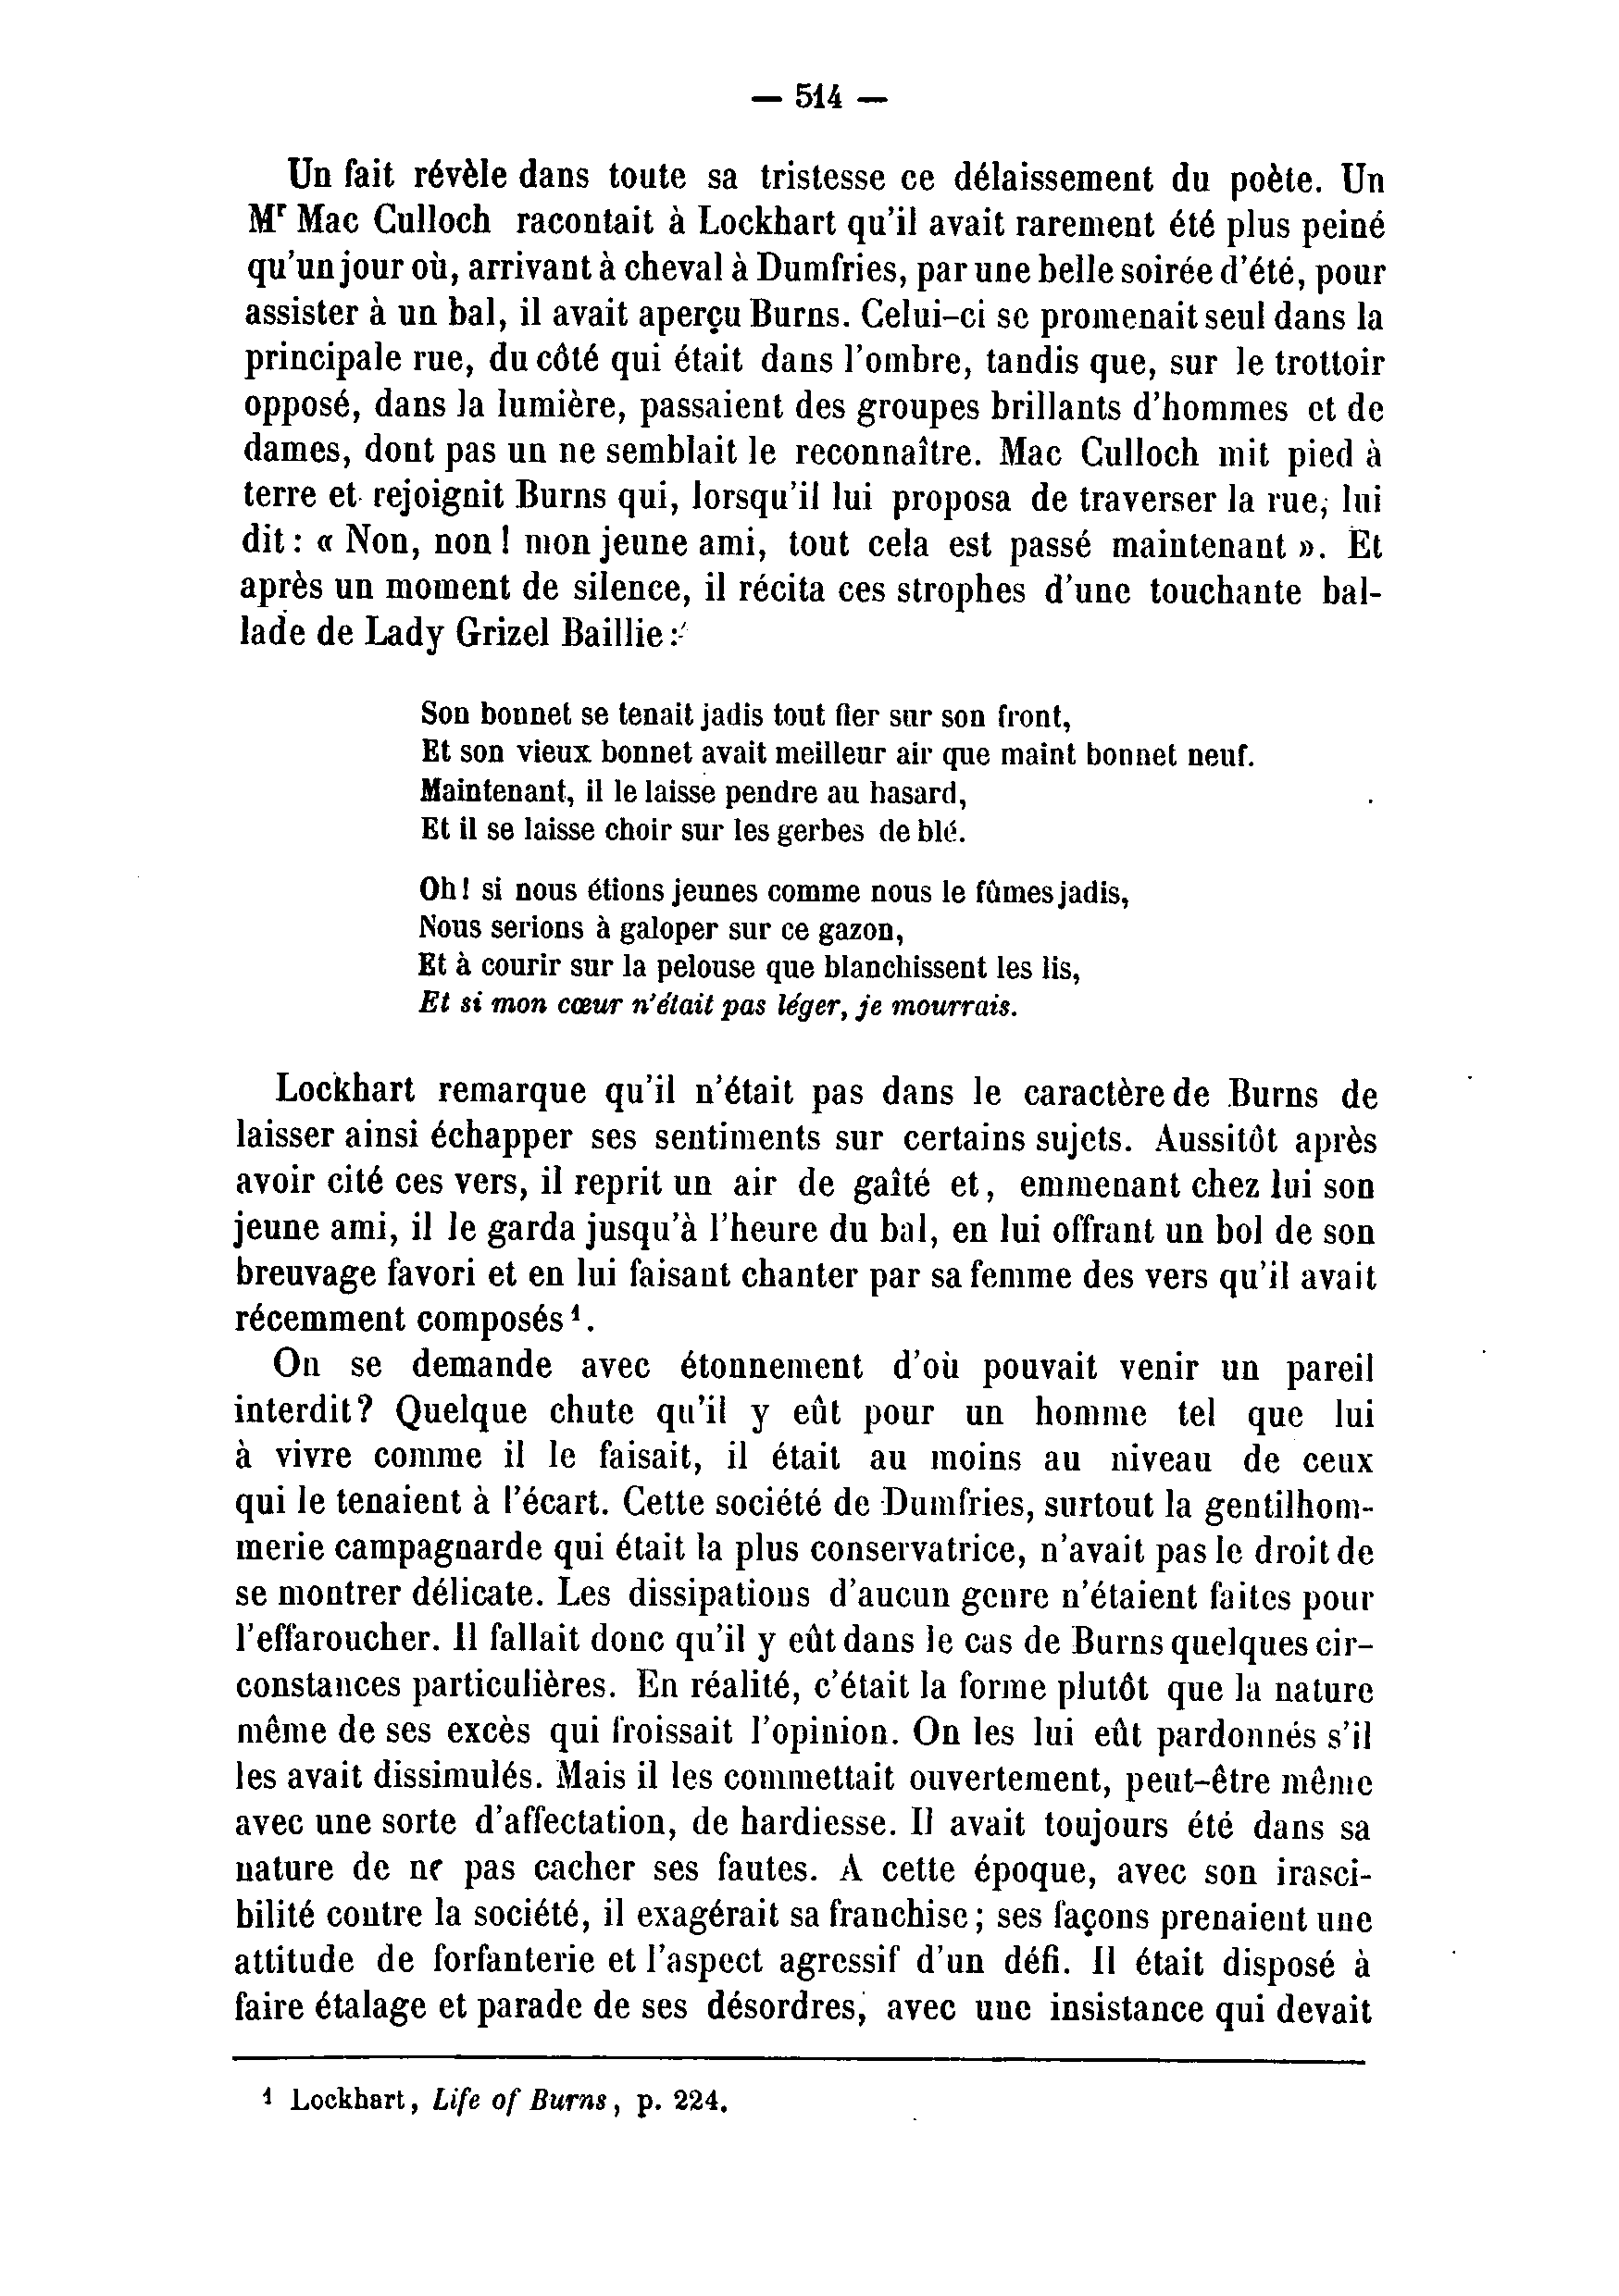 — 514 —
Un fait révèle dans toute sa tristesse ce délaissement du poète. Un
Mr Mac Culloch racontait à Lockhart qu'il avait rarement été plus peiné
qu'un jour où, arrivant à cheval à Dumfries, par une belle soirée d'été, pour
assister à un bal, il avait aperçu Burns. Celui-ci se promenait seul dans la
principale rue, du côté qui était dans l'ombre, tandis que, sur le trottoir
opposé, dans la lumière, passaient des groupes brillants d'hommes et de
dames, dont pas un ne semblait le reconnaître. Mac Culloch mit pied à
terre et rejoignit Burns qui, lorsqu'il lui proposa de traverser la rue, lui
dit : « Non, non ! mon jeune ami, tout cela est passé maintenant ». Et
après un moment de silence, il récita ces strophes d'une touchante bal-
lade de Lady Grizel Baillie :
Son bonnet se tenait jadis tout fier sur son front,
Et son vieux bonnet avait meilleur air que maint bonnet neuf.
Maintenant, il le laisse pendre au hasard,
Et il se laisse choir sur les gerbes de blé.
Oh ! si nous étions jeunes comme nous le fûmes jadis,
Nous serions à galoper sur ce gazon,
Et à courir sur la pelouse que blanchissent les lis,
Et si mon cœur n'était pas léger, je mourrais.
Lockhart remarque qu'il n'était pas dans le caractère de Burns de
laisser ainsi échapper ses sentiments sur certains sujets. Aussitôt après
avoir cité ces vers, il reprit un air de gaîté et, emmenant chez lui son
jeune ami, il le garda jusqu'à l'heure du bal, en lui offrant un bol de son
breuvage favori et en lui faisant chanter par sa femme des vers qu'il avait
récemment composés 1.
On se demande avec étonnement d'où pouvait venir un pareil
interdit ? Quelque chute qu'il y eût pour un homme tel que lui
à vivre comme il le faisait, il était au moins au niveau de ceux
qui le tenaient à l'écart. Cette société de Dumfries, surtout la gentilhom-
merie campagnarde qui était la plus conservatrice, n'avait pas le droit de
se montrer délicate. Les dissipations d'aucun genre n'étaient faites pour
l'effaroucher. Il fallait donc qu'il y eût dans le cas de Burns quelques cir-
constances particulières. En réalité, c'était la forme plutôt que la nature
même de ses excès qui froissait l'opinion. On les lui eût pardonnés s'il
les avait dissimulés. Mais il les commettait ouvertement, peut-être même
avec une sorte d'affectation, de hardiesse. Il avait toujours été dans sa
nature de ne pas cacher ses fautes. A cette époque, avec son irasci-
bilité contre la société, il exagérait sa franchise ; ses façons prenaient une
attitude de forfanterie et l'aspect agressif d'un défi. Il était disposé à
faire étalage et parade de ses désordres, avec une insistance qui devait
1 Lockhart, Life of Burns, p. 224.